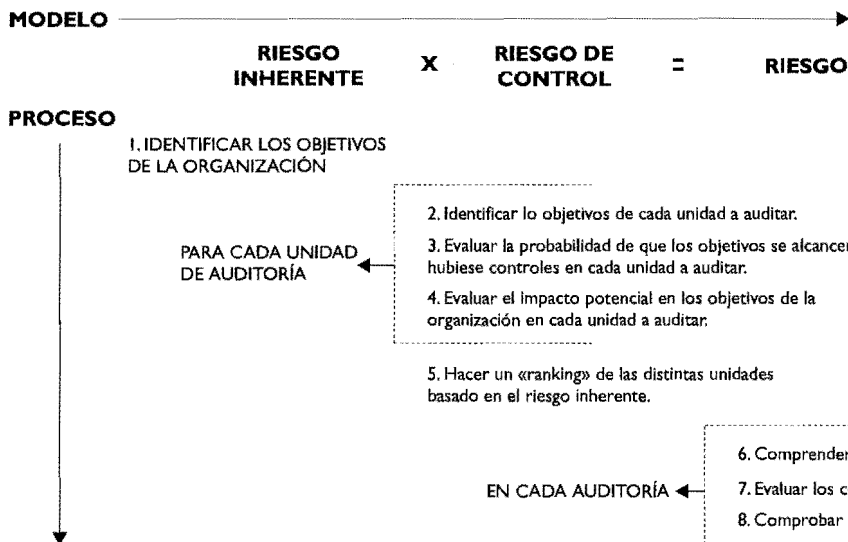 MODELO
RIESGO INHERENTE X RIESGO DE CONTROL = RIESGO
PROCESO
1. IDENTIFICAR LOS OBJETIVOS
DE LA ORGANIZACIÓN
PARA CADA UNIDAD
DE AUDITORÍA
2. Identificar lo objetivos de cada unidad a auditar.
3. Evaluar la probabilidad de que los objetivos se alcancen
hubiese controles en cada unidad a auditar.
4. Evaluar el impacto potencial en los objetivos de la
organización en cada unidad a auditar.
5. Hacer un «ranking» de las distintas unidades
basado en el riesgo inherente.
EN CADA AUDITORÍA
6. Comprender
7. Evaluar los c
8. Comprobar